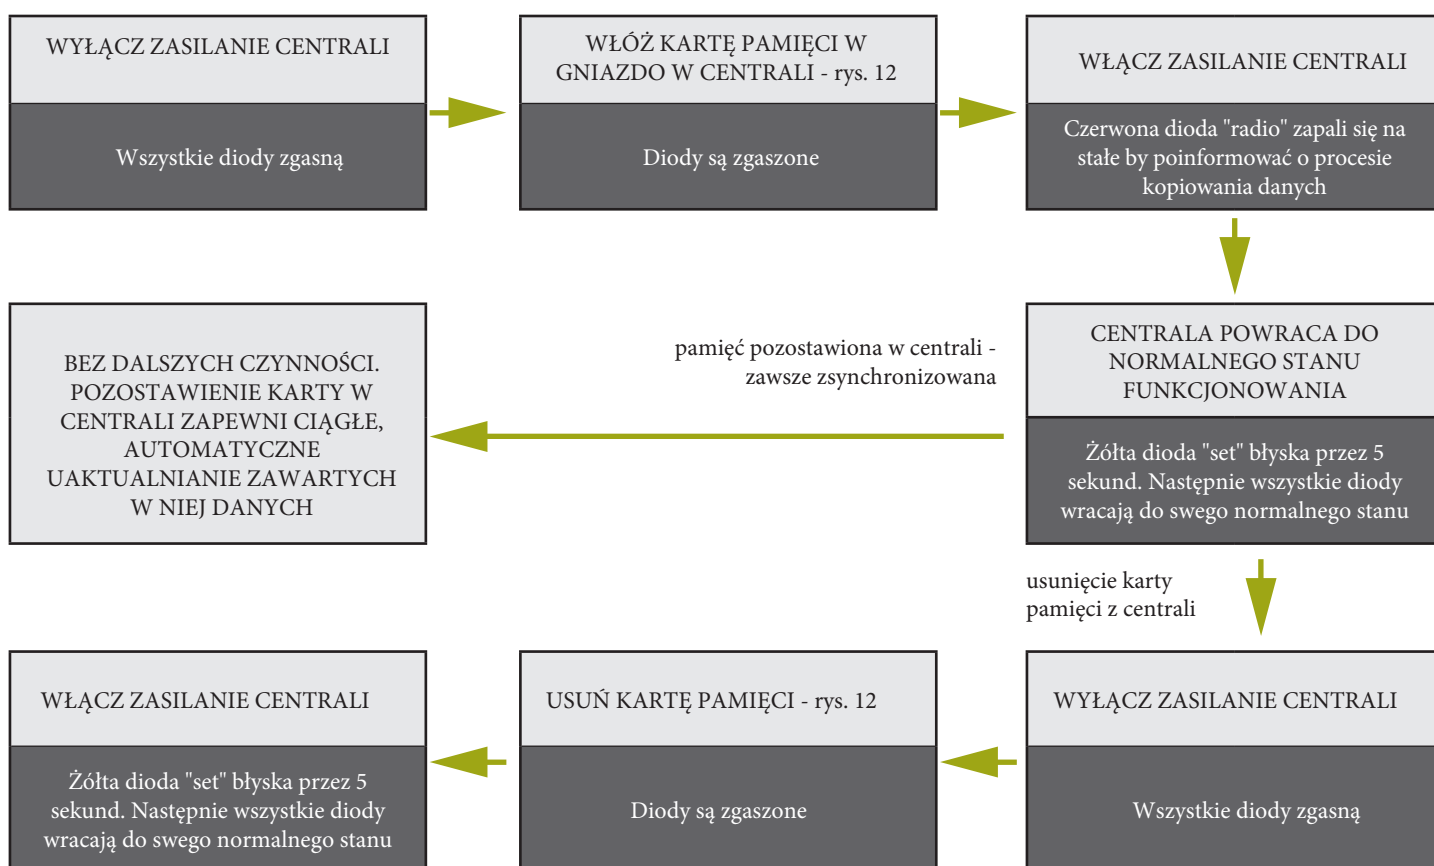 WYŁĄCZ ZASILANIE CENTRALI
Wszystkie diody zgasną
WŁÓŻ KARTĘ PAMIĘCI W
GNIAZDO W CENTRALI - rys. 12
Diody są zgaszone
WŁĄCZ ZASILANIE CENTRALI
Czerwona dioda "radio" zapali się na
stałe by poinformować o procesie
kopiowania danych
CENTRALA POWRACA DO
NORMALNEGO STANU
FUNKCJONOWANIA
Żółta dioda "set" błyska przez 5
sekund. Następnie wszystkie diody
wracają do swego normalnego stanu
pamięć pozostawiona w centrali -
zawsze zsynchronizowana
BEZ DALSZYCH CZYNNOŚCI.
POZOSTAWIENIE KARTY W
CENTRALI ZAPEWNI CIĄGŁE,
AUTOMATYCZNE
UAKTUALNIANIE ZAWARTYCH
W NIEJ DANYCH
usunięcie karty
pamięci z centrali
WYŁĄCZ ZASILANIE CENTRALI
Wszystkie diody zgasną
USUŃ KARTĘ PAMIĘCI - rys. 12
Diody są zgaszone
WŁĄCZ ZASILANIE CENTRALI
Żółta dioda "set" błyska przez 5
sekund. Następnie wszystkie diody
wracają do swego normalnego stanu